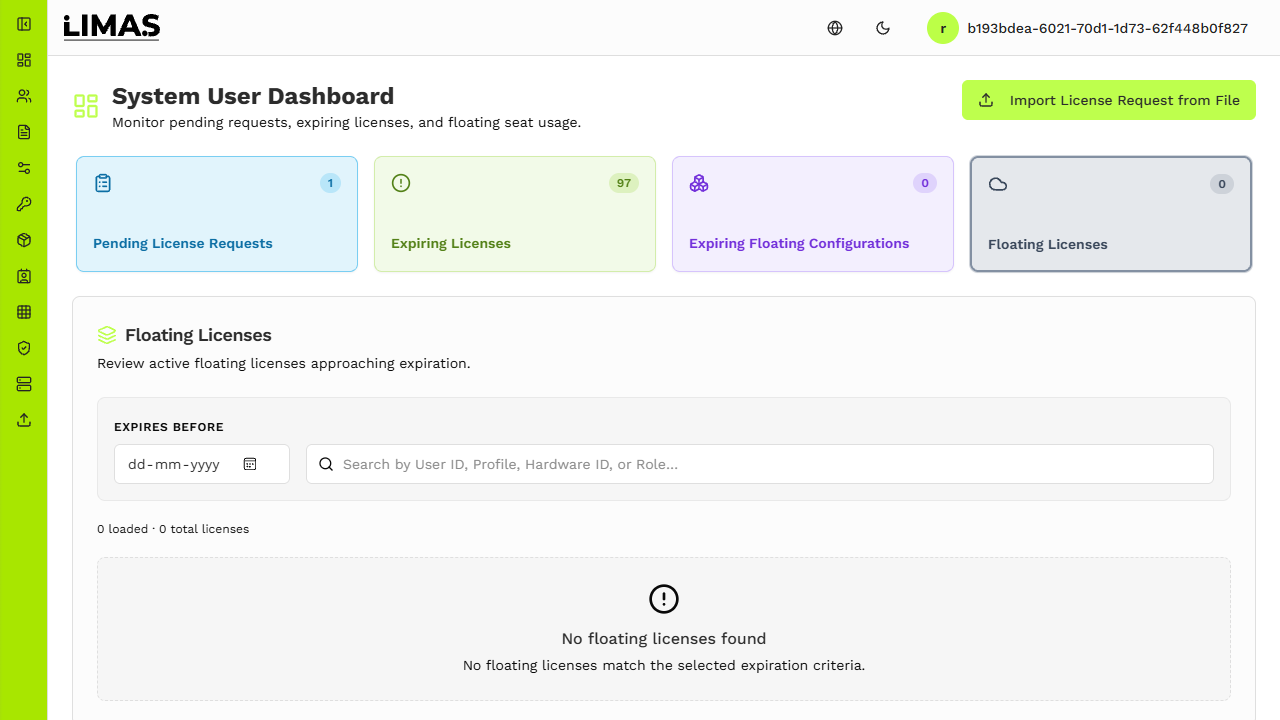 LIMAS
r
b193bdea-6021-70d1-1d73-62f448b0f827
System User Dashboard
Monitor pending requests, expiring licenses, and floating seat usage.
Import License Request from File
1
Pending License Requests
97
Expiring Licenses
0
Expiring Floating Configurations
0
Floating Licenses
Floating Licenses
Review active floating licenses approaching expiration.
EXPIRES BEFORE
dd-mm-yyyy
Search by User ID, Profile, Hardware ID, or Role...
0 loaded · 0 total licenses
No floating licenses found
No floating licenses match the selected expiration criteria.